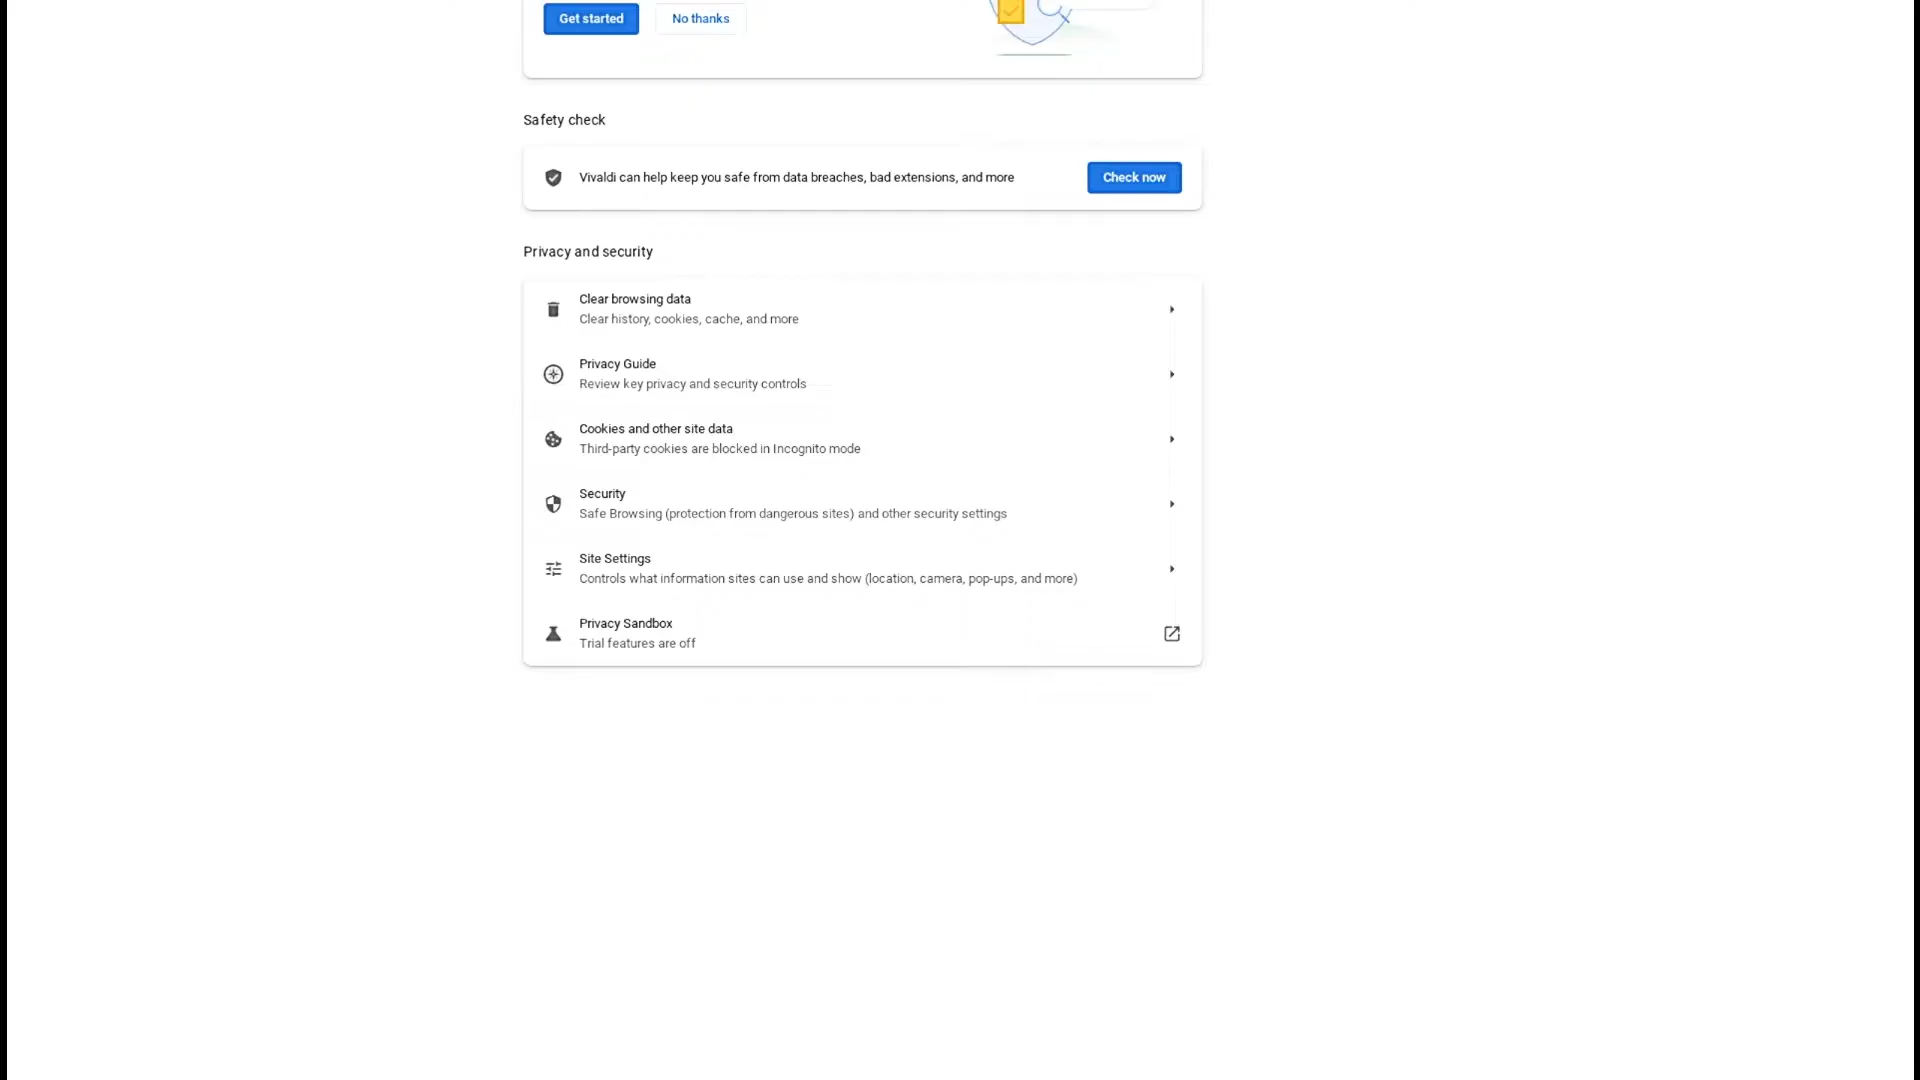 Get started
No thanks
Safety check
Vivaldi can help keep you safe from data breaches, bad extensions, and more
Check now
Privacy and security
Clear browsing data
Clear history, cookies, cache, and more
Privacy Guide
Review key privacy and security controls
Cookies and other site data
Third-party cookies are blocked in Incognito mode
Security
Safe Browsing (protection from dangerous sites) and other security settings
Site Settings
Controls what information sites can use and show (location, camera, pop-ups, and more)
Privacy Sandbox
Trial features are off